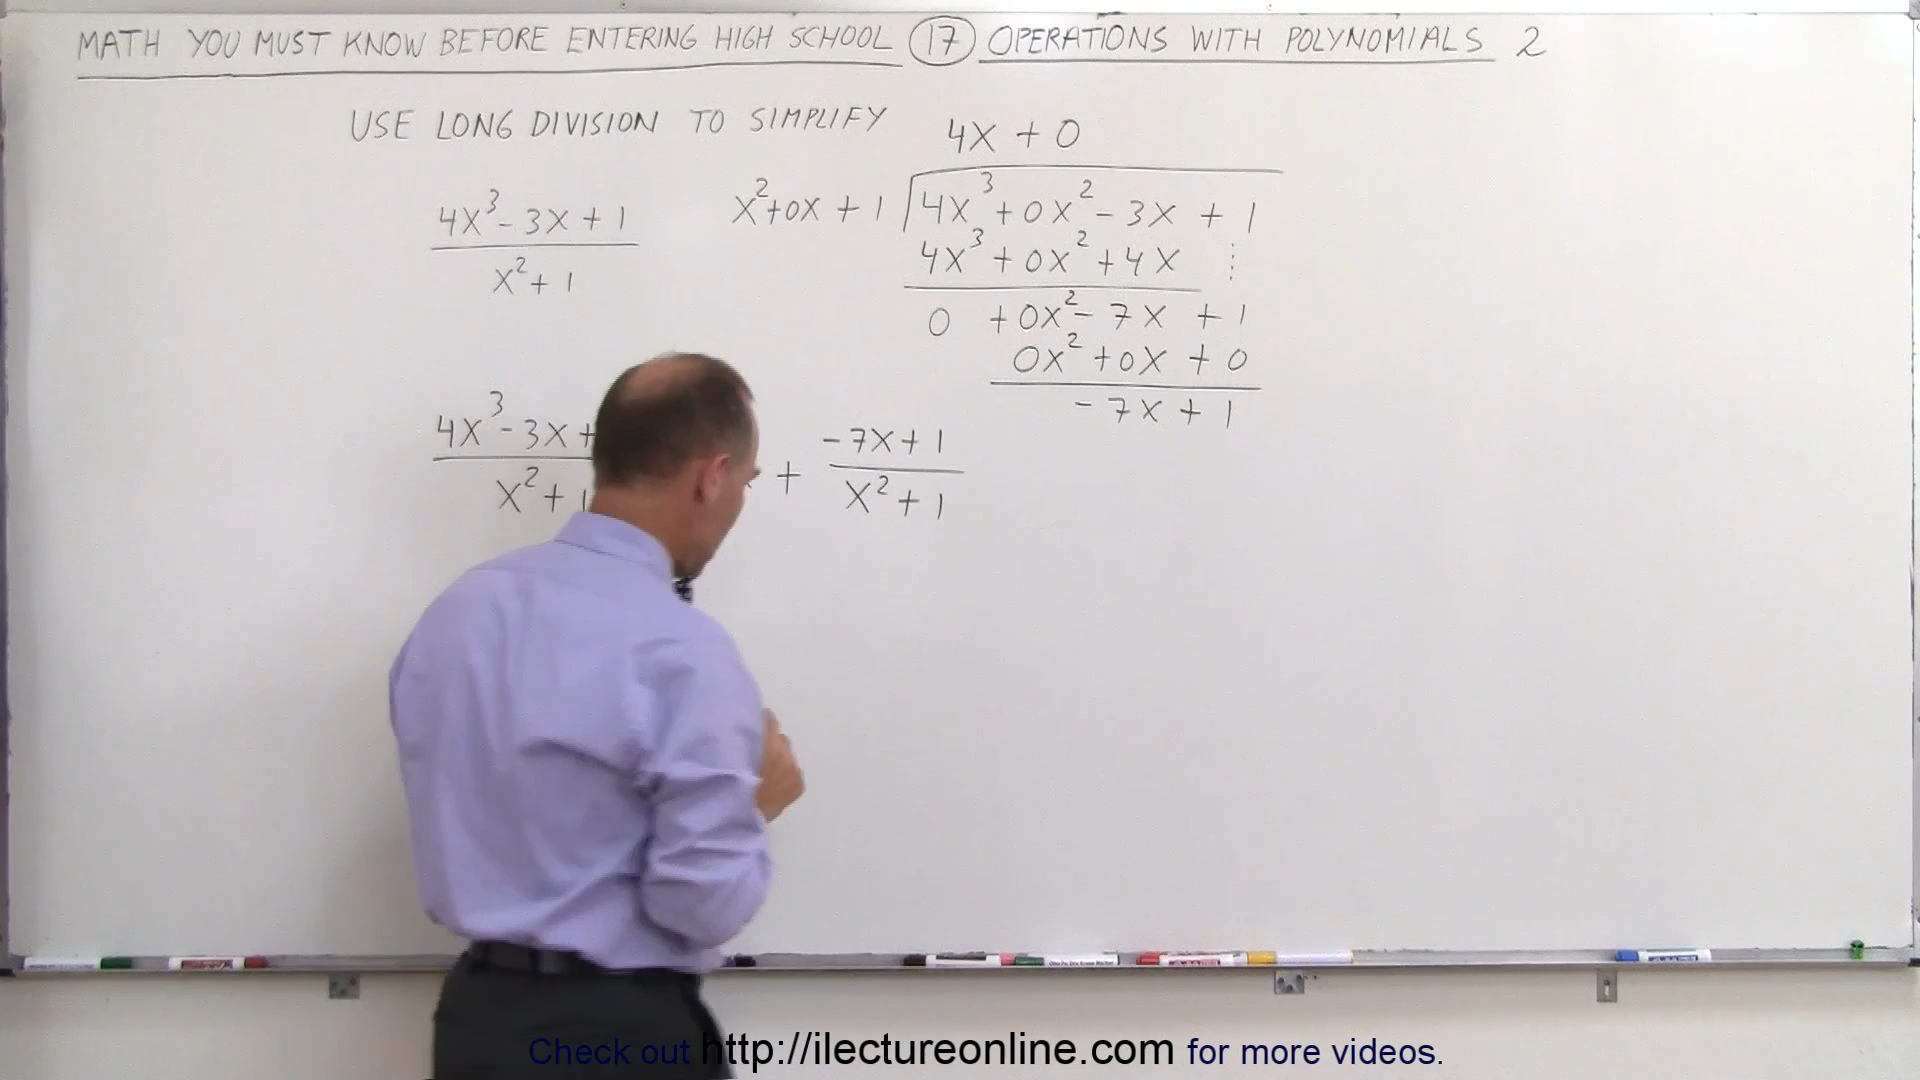 MATH YOU MUST KNOW BEFORE ENTERING HIGH SCHOOL 17 OPERATIONS WITH POLYNOMIALS 2
USE LONG DIVISION TO SIMPLIFY
4X + 0
4X³ - 3X + 1
X² + 1
X² + 0X + 1 4X³ + 0X² - 3X + 1
4X³ + 0X² + 4X
0 + 0X² - 7X + 1
0X² + 0X + 0
-7X + 1
4X³ - 3X +
X² + 1
+
-7X + 1
X² + 1
Check out http://ilectureonline.com for more videos.